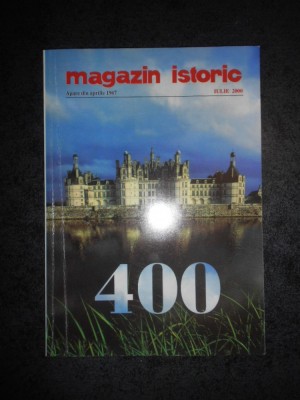 magazin istoric
Apare din aprilie 1967
IULIE 2000
400